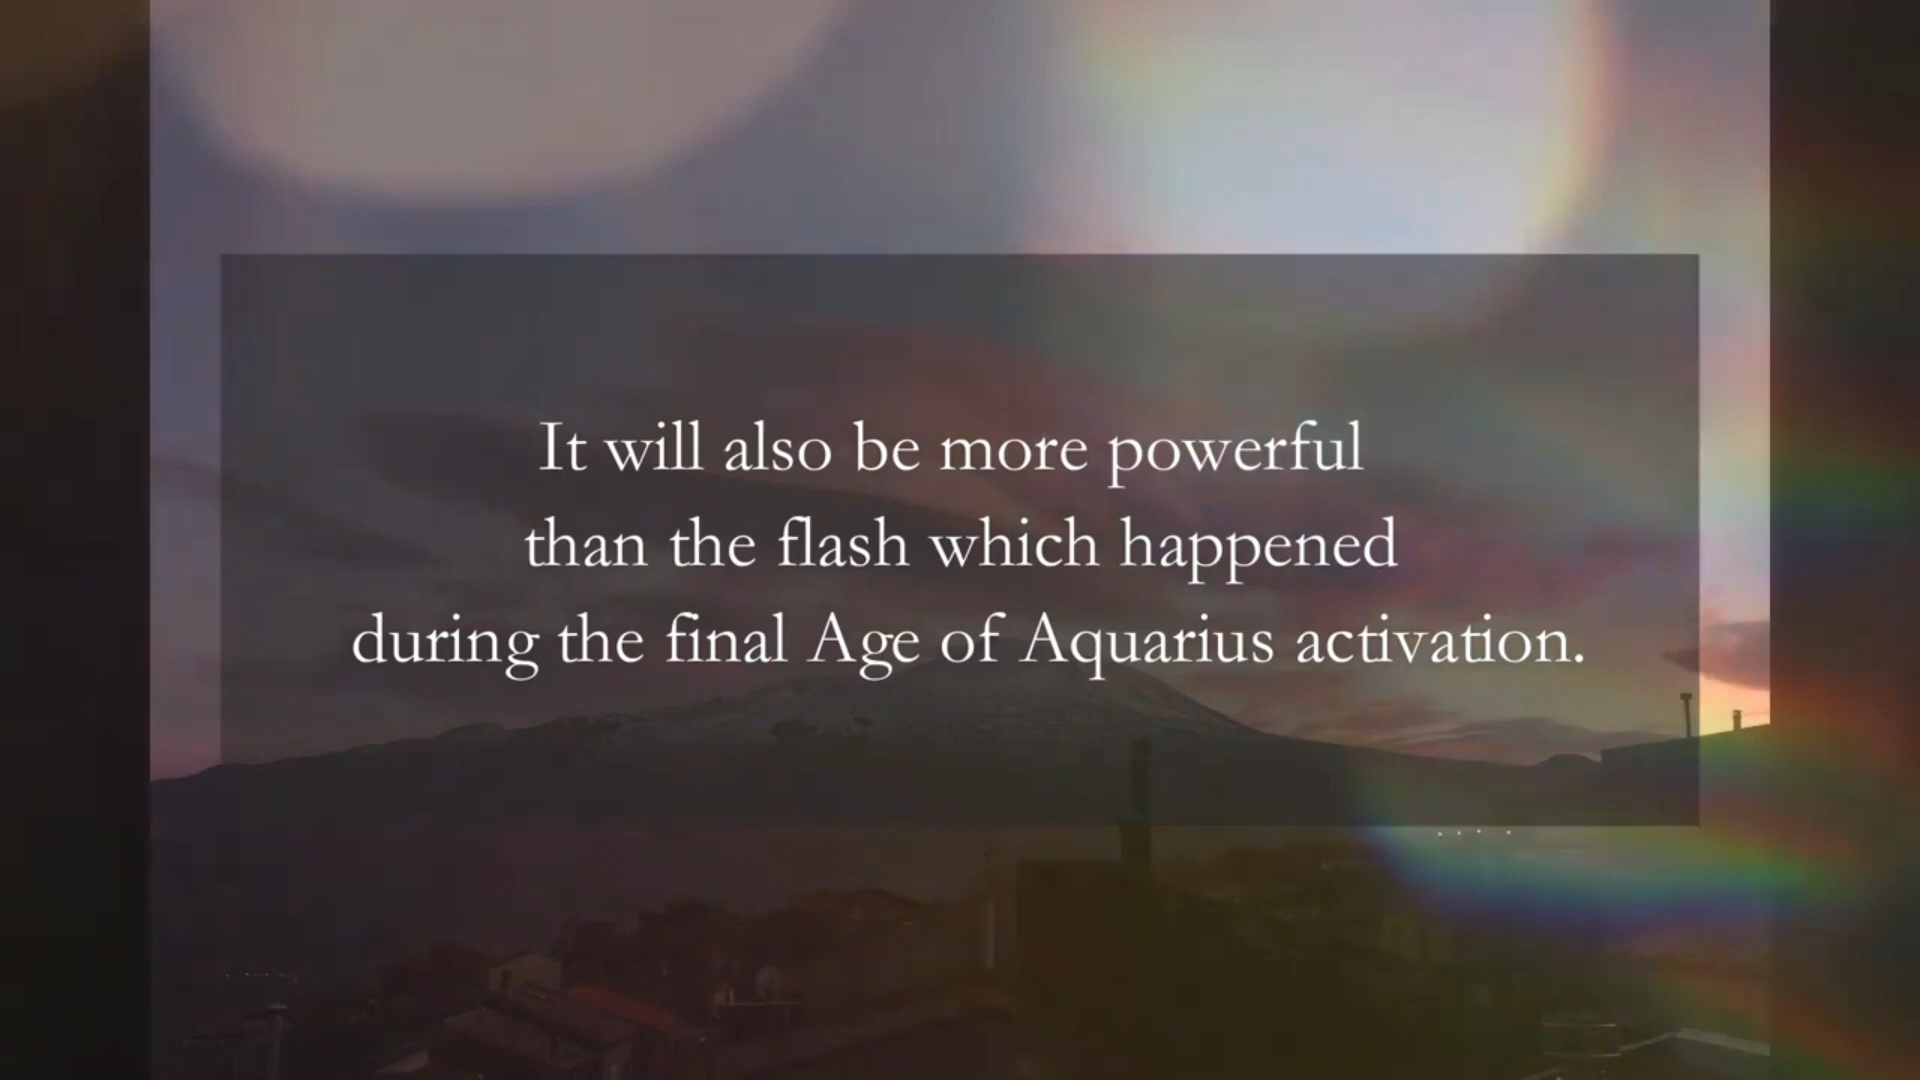 It will also be more powerful
than the flash which happened
during the final Age of Aquarius activation.